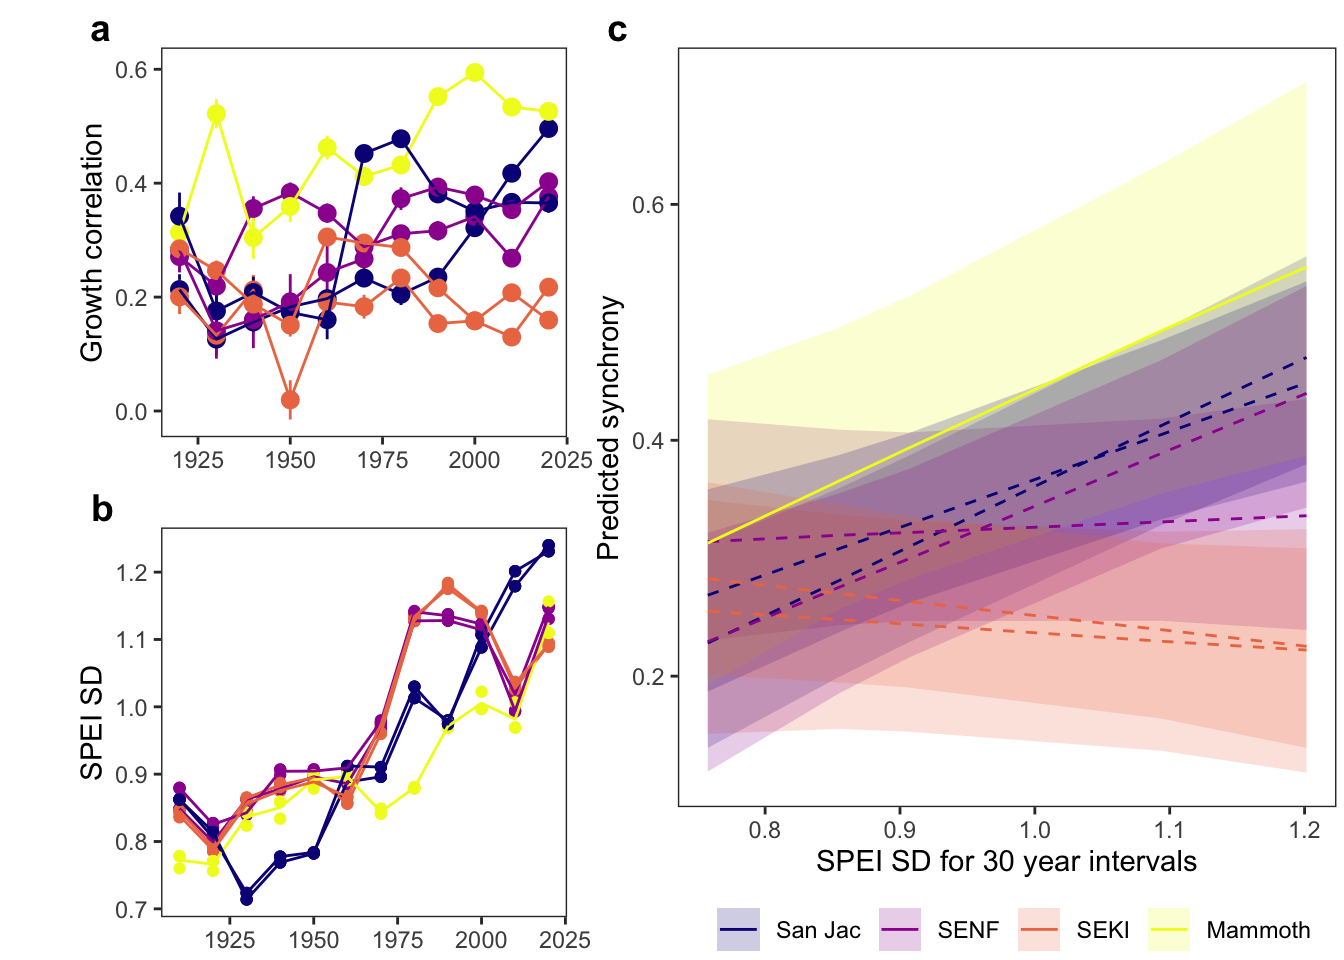 a
Growth correlation
0.6
0.4
0.2
0.0
1925 1950 1975 2000 2025
b
SPEI SD
1.2
1.1
1.0
0.9
0.8
0.7
1925 1950 1975 2000 2025
c
Predicted synchrony
0.6
0.4
0.2
0.8 0.9 1.0 1.1 1.2
SPEI SD for 30 year intervals
San Jac SENF SEKI Mammoth